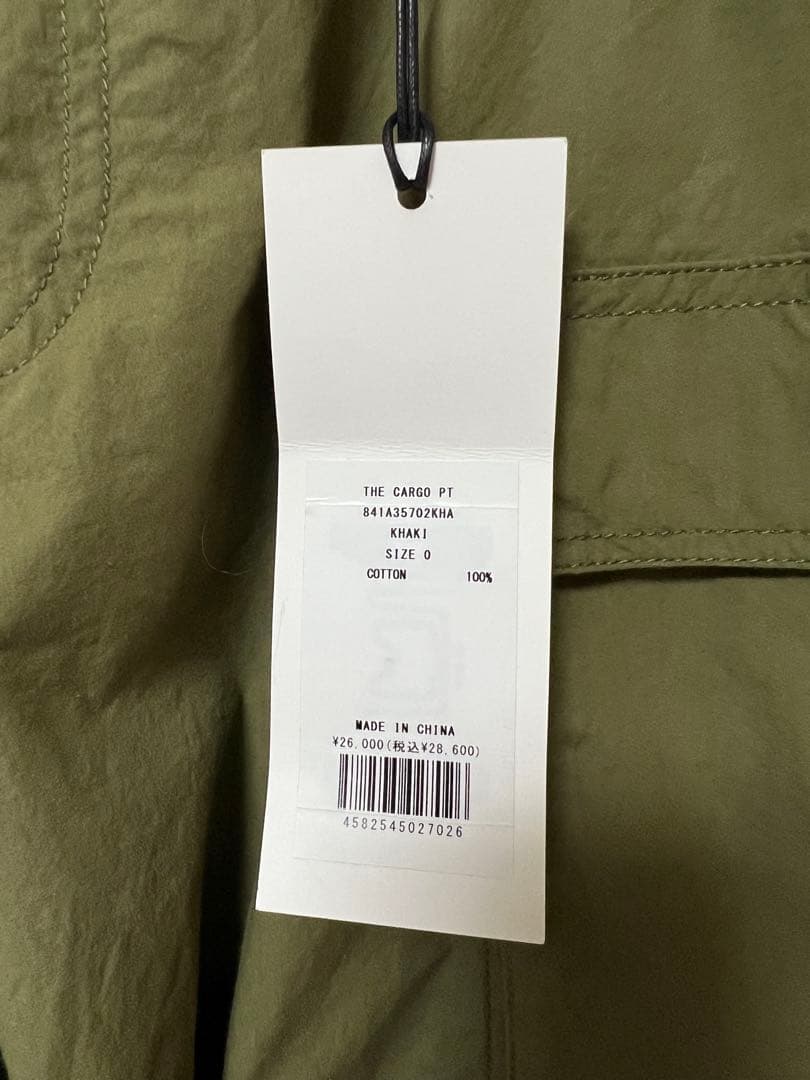 THE CARGO PT
841A35702KHA
KHAKI
SIZE 0
COTTON 100%
MADE IN CHINA
¥26,000(税込¥28,600)
4582545027026